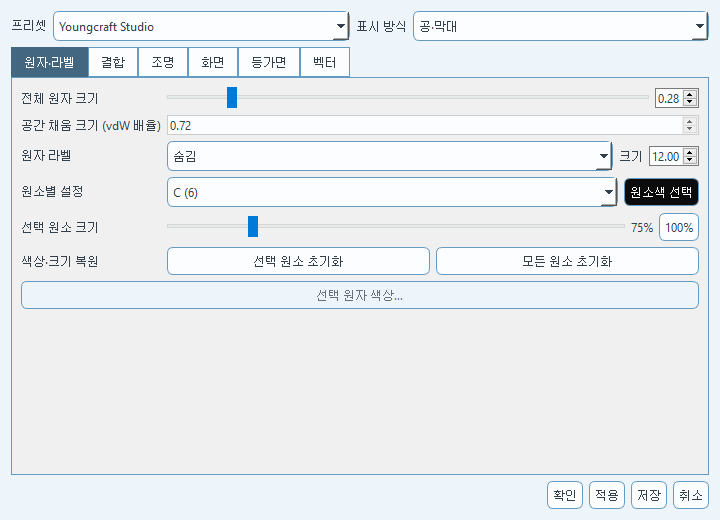 프리셋 Youngcraft Studio 표시 방식 공·막대
원자·라벨 결합 조명 화면 등가면 벡터
전체 원자 크기 0.28
공간 채움 크기 (vdW 배율) 0.72
원자 라벨 숨김 크기 12.00
원소별 설정 C (6) 원소색 선택
선택 원소 크기 75% 100%
색상·크기 복원 선택 원소 초기화 모든 원소 초기화
선택 원자 색상...
확인 적용 저장 취소